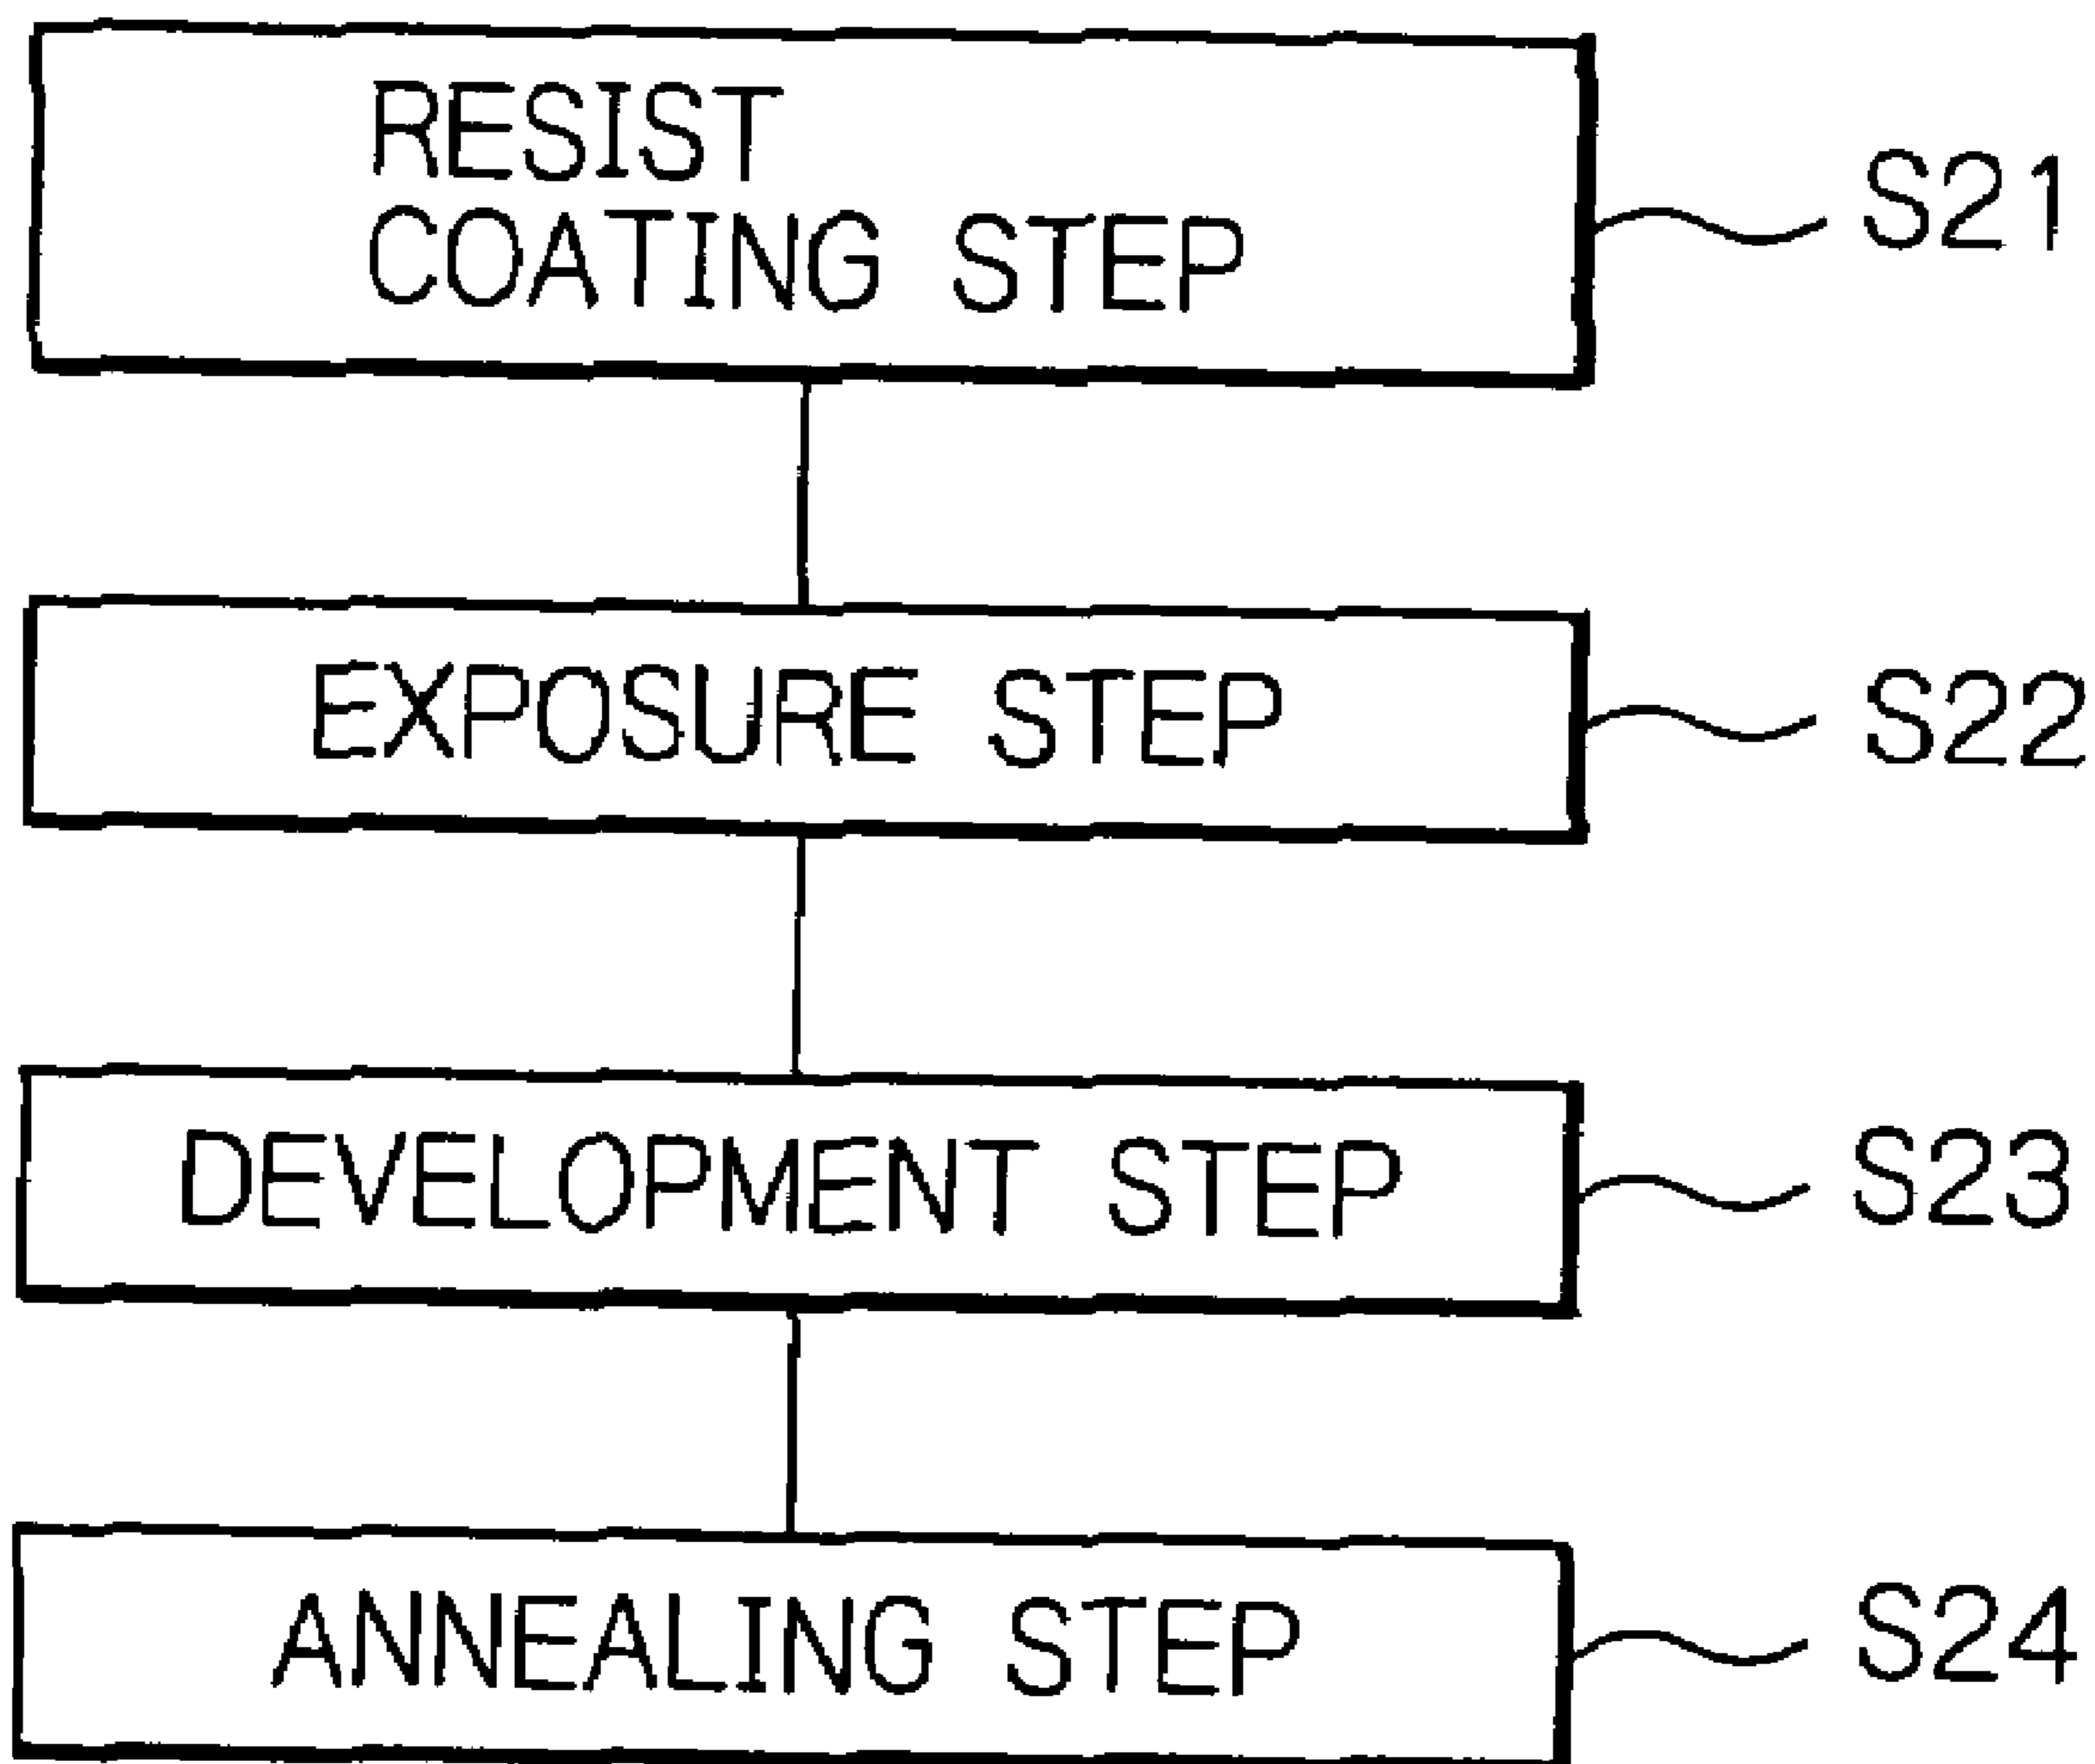 RESIST
COATING STEP
S21
EXPOSURE STEP
S22
DEVELOPMENT STEP
S23
ANNEALING STEP
S24